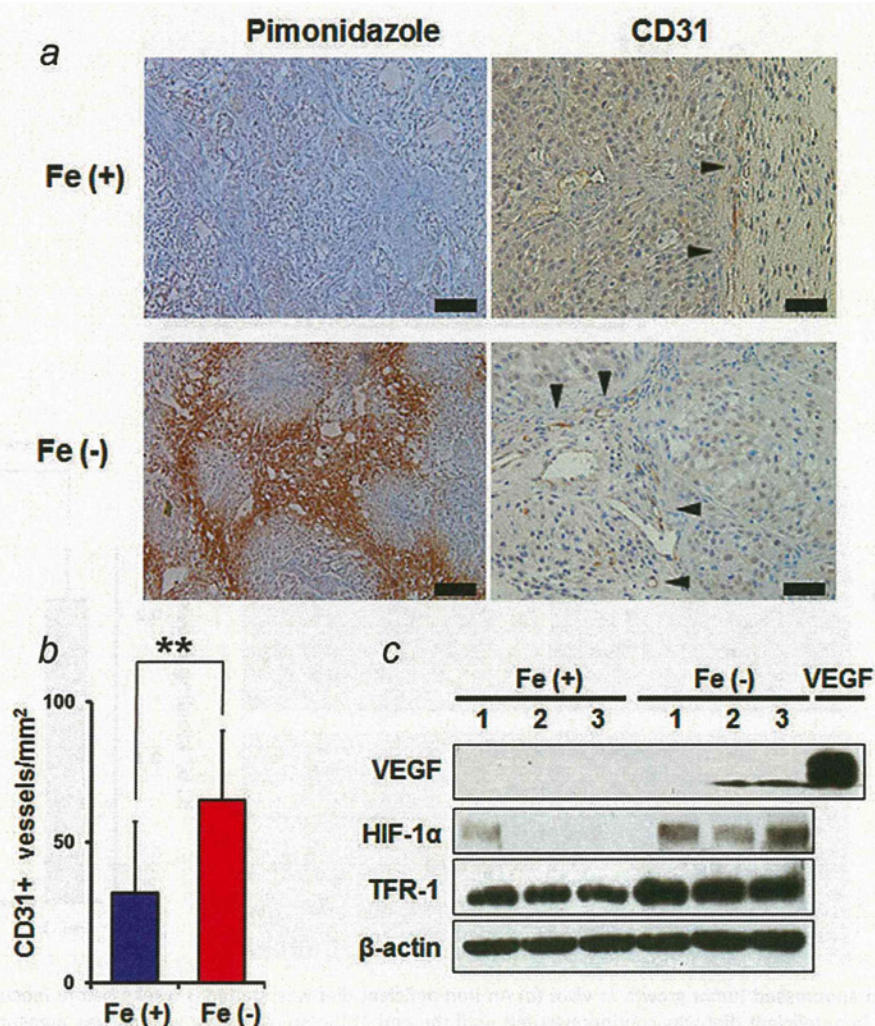 Pimonidazole CD31
a
Fe (+)
Fe (-)
b
**
100
50
0
CD31+ vessels/mm²
Fe (+) Fe (-)
c
Fe (+) Fe (-) VEGF
1 2 3 1 2 3
VEGF
HIF-1α
TFR-1
β-actin